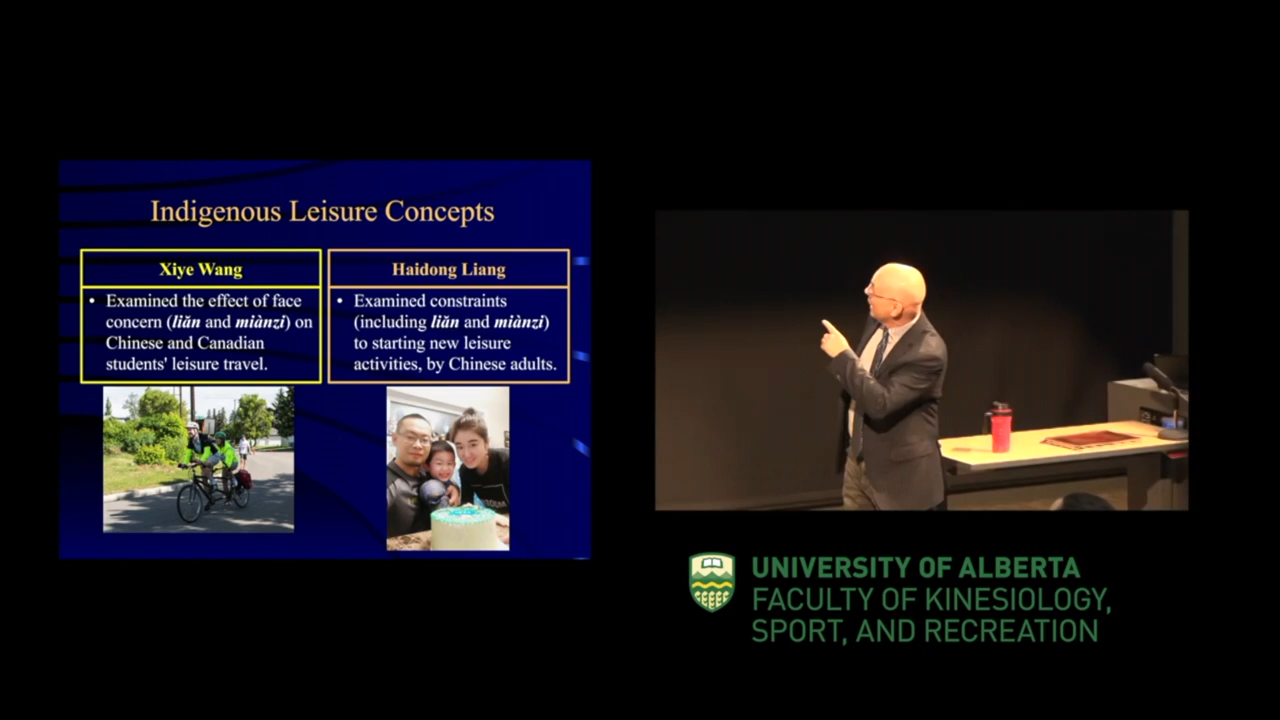 Indigenous Leisure Concepts
Xiye Wang
• Examined the effect of face
concern (liăn and miànzi) on
Chinese and Canadian
students' leisure travel.
Haidong Liang
• Examined constraints
(including liăn and miànzi)
to starting new leisure
activities, by Chinese adults.
UNIVERSITY OF ALBERTA
FACULTY OF KINESIOLOGY,
SPORT, AND RECREATION